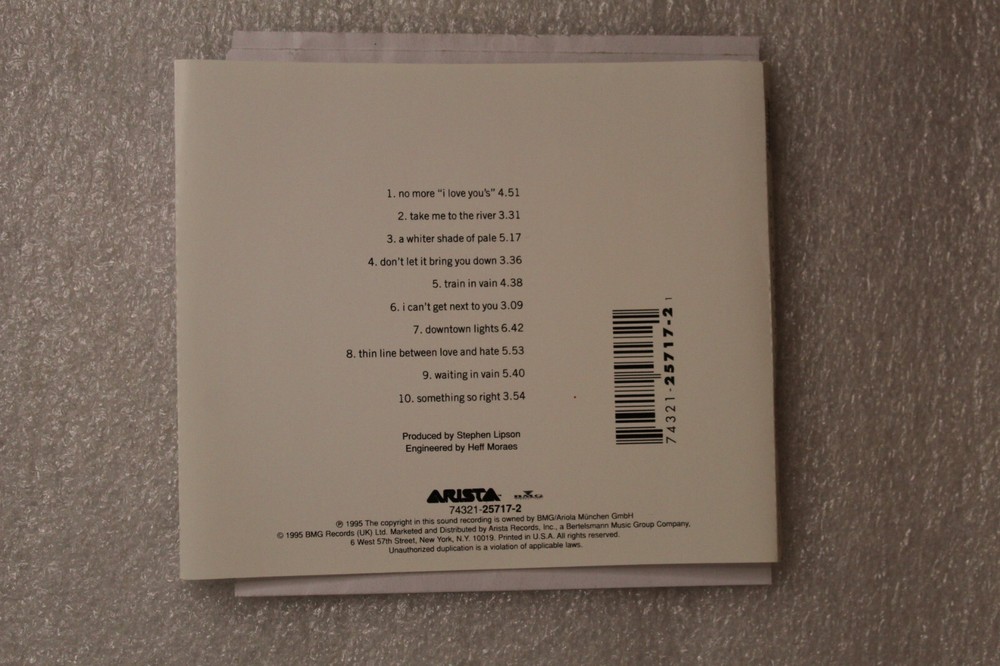 1. no more "i love you's" 4.51
2. take me to the river 3.31
3. a whiter shade of pale 5.17
4. don't let it bring you down 3.36
5. train in vain 4.38
6. i can't get next to you 3.09
7. downtown lights 6.42
8. thin line between love and hate 5.53
9. waiting in vain 5.40
10. something so right 3.54
74321-25717-2 1
Produced by Stephen Lipson
Engineered by Heff Moraes
ARISTA BMG
74321-25717-2
℗ 1995 The copyright in this sound recording is owned by BMG/Ariola München GmbH
© 1995 BMG Records (UK) Ltd. Marketed and Distributed by Arista Records, Inc., a Bertelsmann Music Group Company,
6 West 57th Street, New York, N.Y. 10019. Printed in U.S.A. All rights reserved.
Unauthorized duplication is a violation of applicable laws.